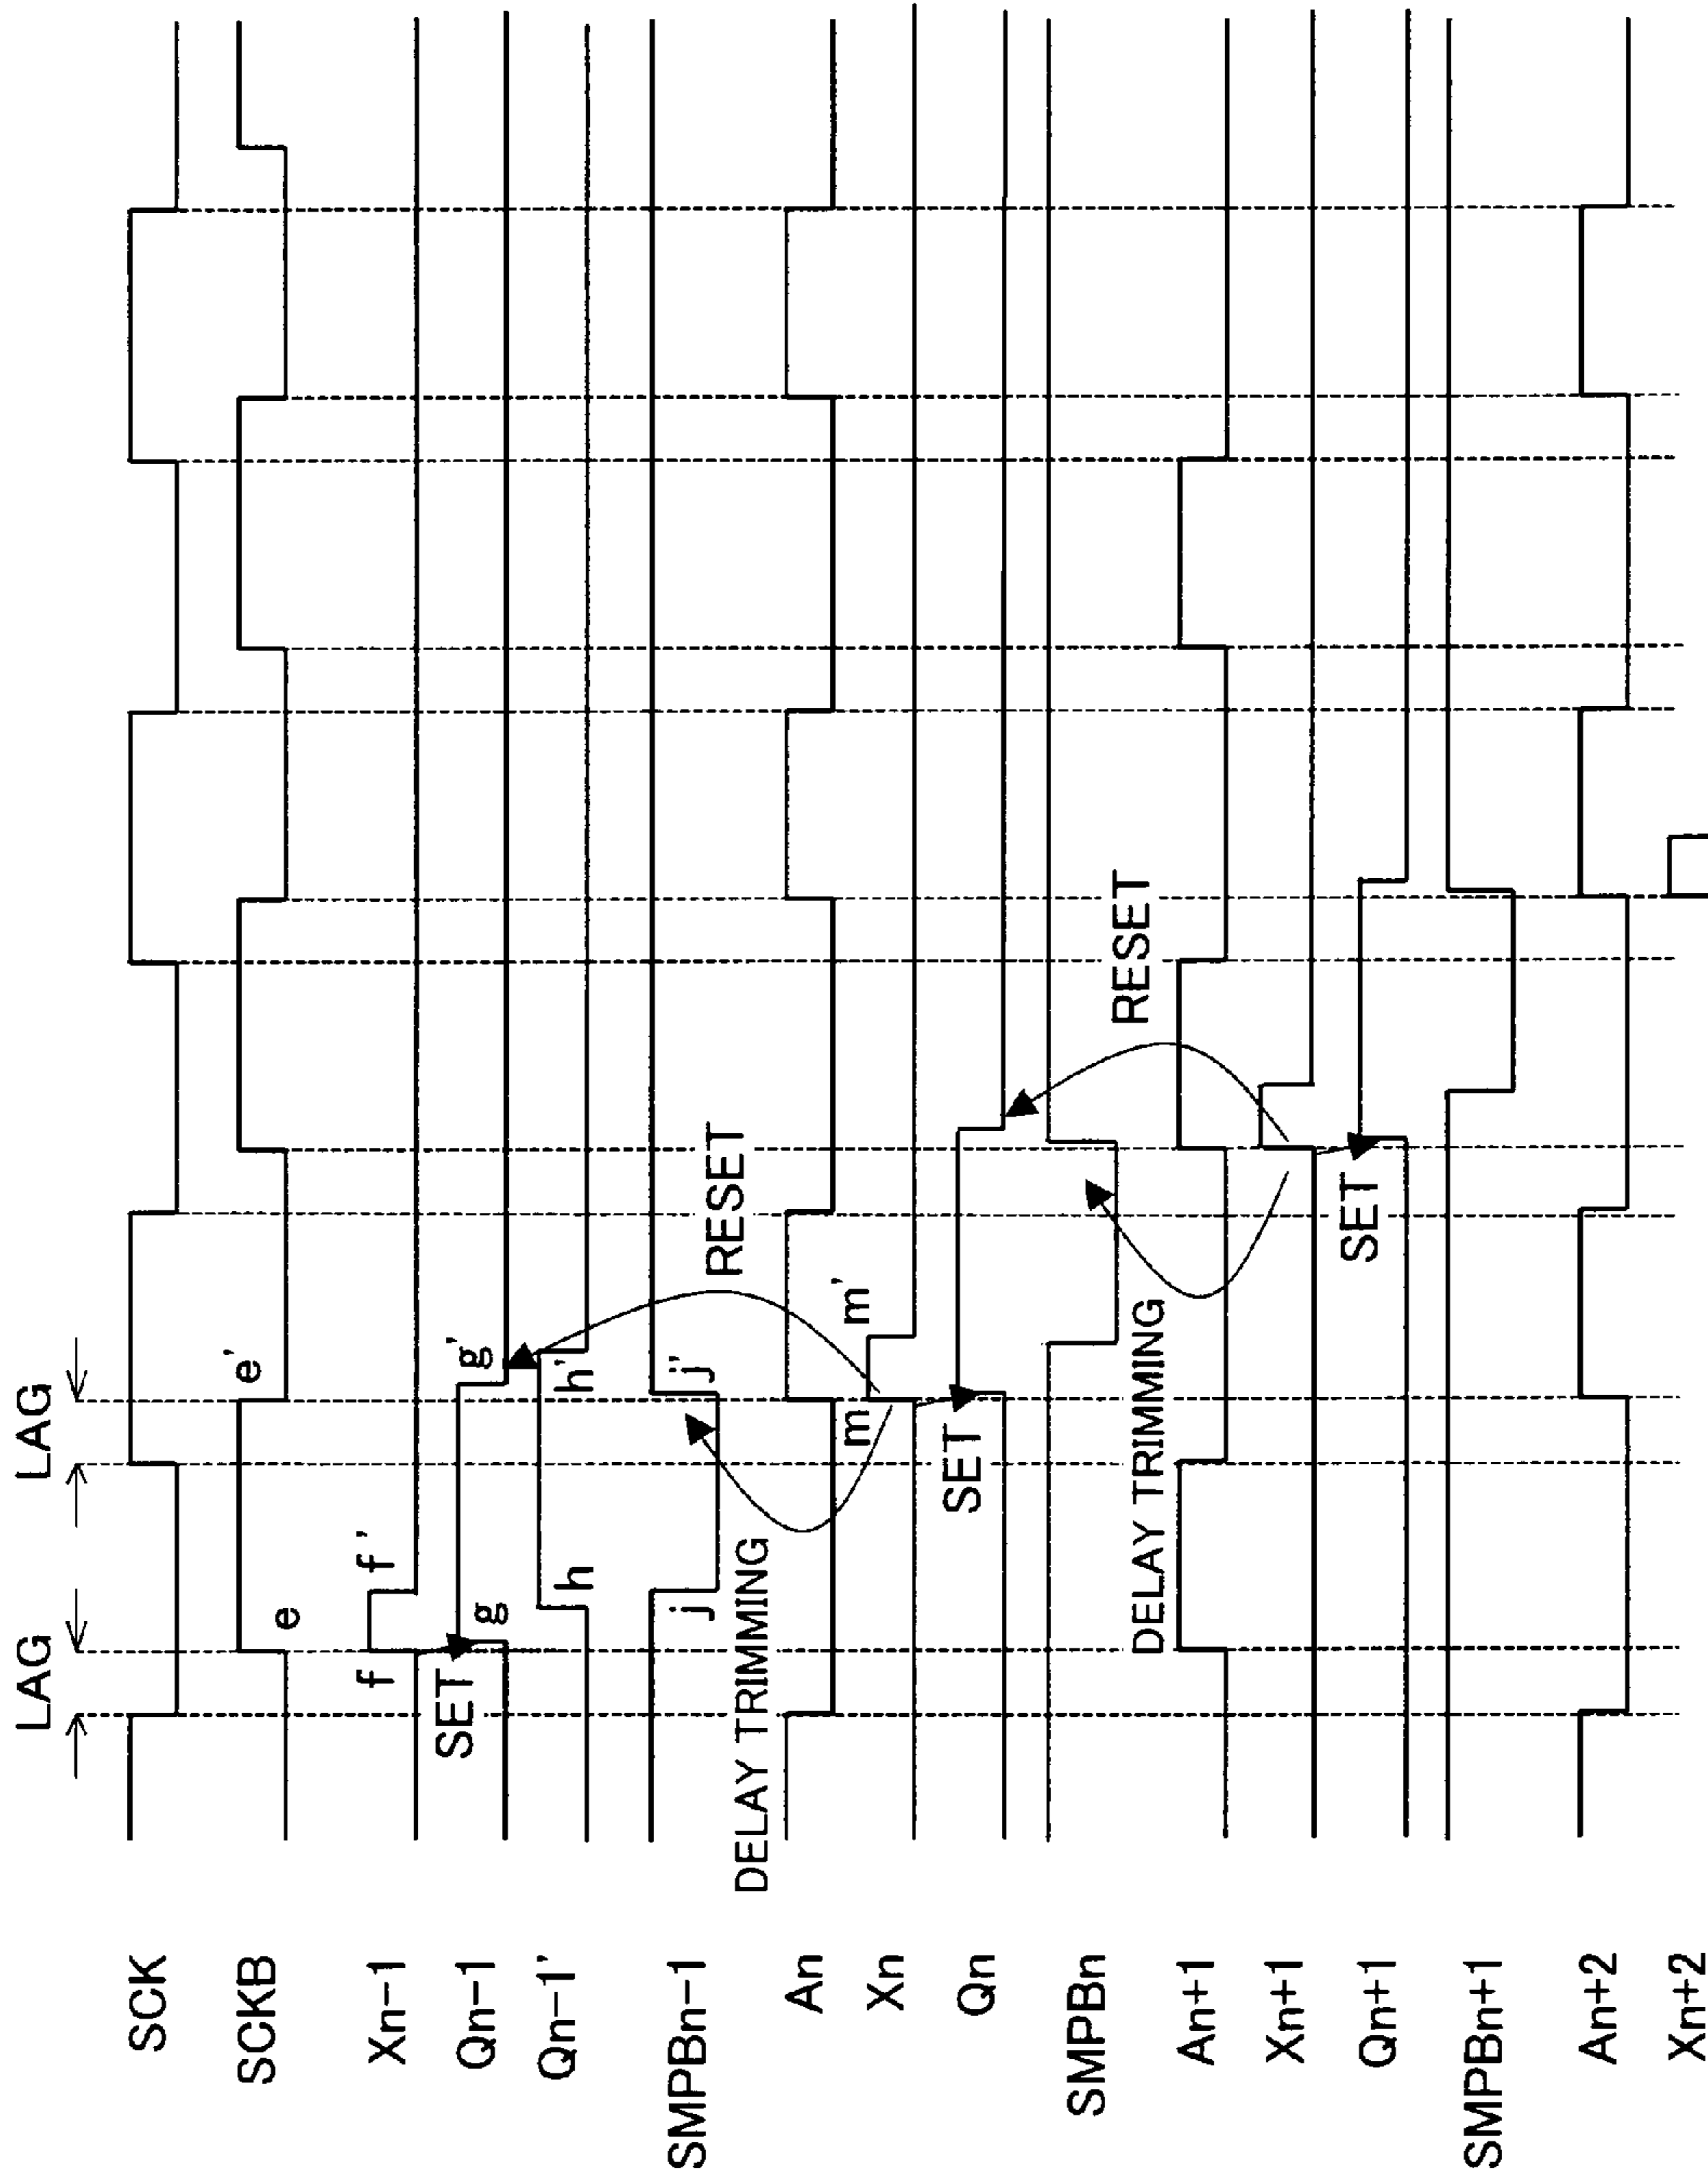 LAG LAG
SCK
SCKB e e'
Xn-1 f f'
SET
Qn-1 g g'
Qn-1' h h'
SMPBn-1 j j'
DELAY TRIMMING RESET
An
Xn m m'
SET
Qn
SMPBn
DELAY TRIMMING RESET
An+1
Xn+1
SET
Qn+1
SMPBn+1
An+2
Xn+2